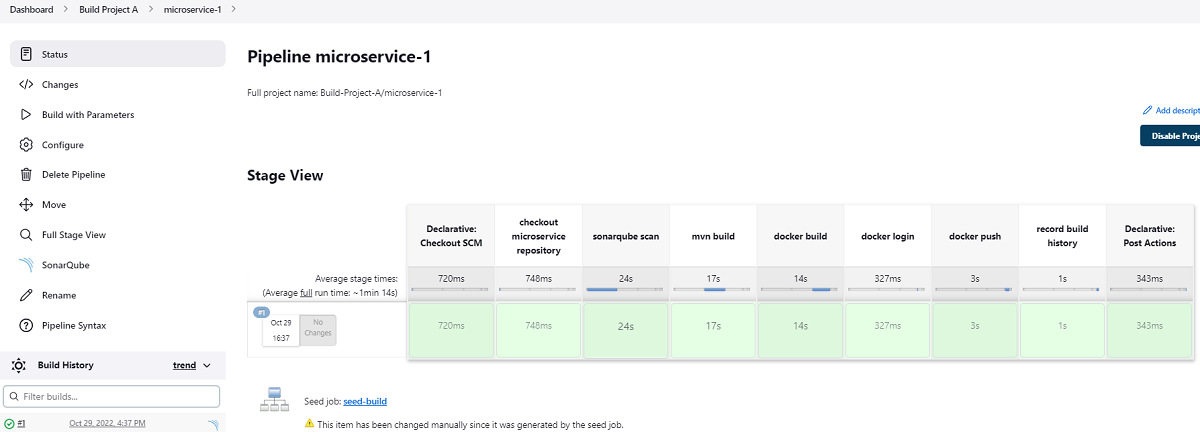 Dashboard > Build Project A > microservice-1 >
Status
Changes
Build with Parameters
Configure
Delete Pipeline
Move
Full Stage View
SonarQube
Rename
Pipeline Syntax
Build History trend
Filter builds...
#1 Oct 29, 2022, 4:37 PM
Pipeline microservice-1
Full project name: Build-Project-A/microservice-1
Add descript
Disable Proje
Stage View
Declarative: Checkout SCM
checkout microservice repository
sonarqube scan
mvn build
docker build
docker login
docker push
record build history
Declarative: Post Actions
Average stage times:
(Average full run time: ~1min 14s)
720ms 748ms 24s 17s 14s 327ms 3s 1s 343ms
#1
Oct 29
16:37
No
Changes
720ms 748ms 24s 17s 14s 327ms 3s 1s 343ms
Seed job: seed-build
This item has been changed manually since it was generated by the seed job.